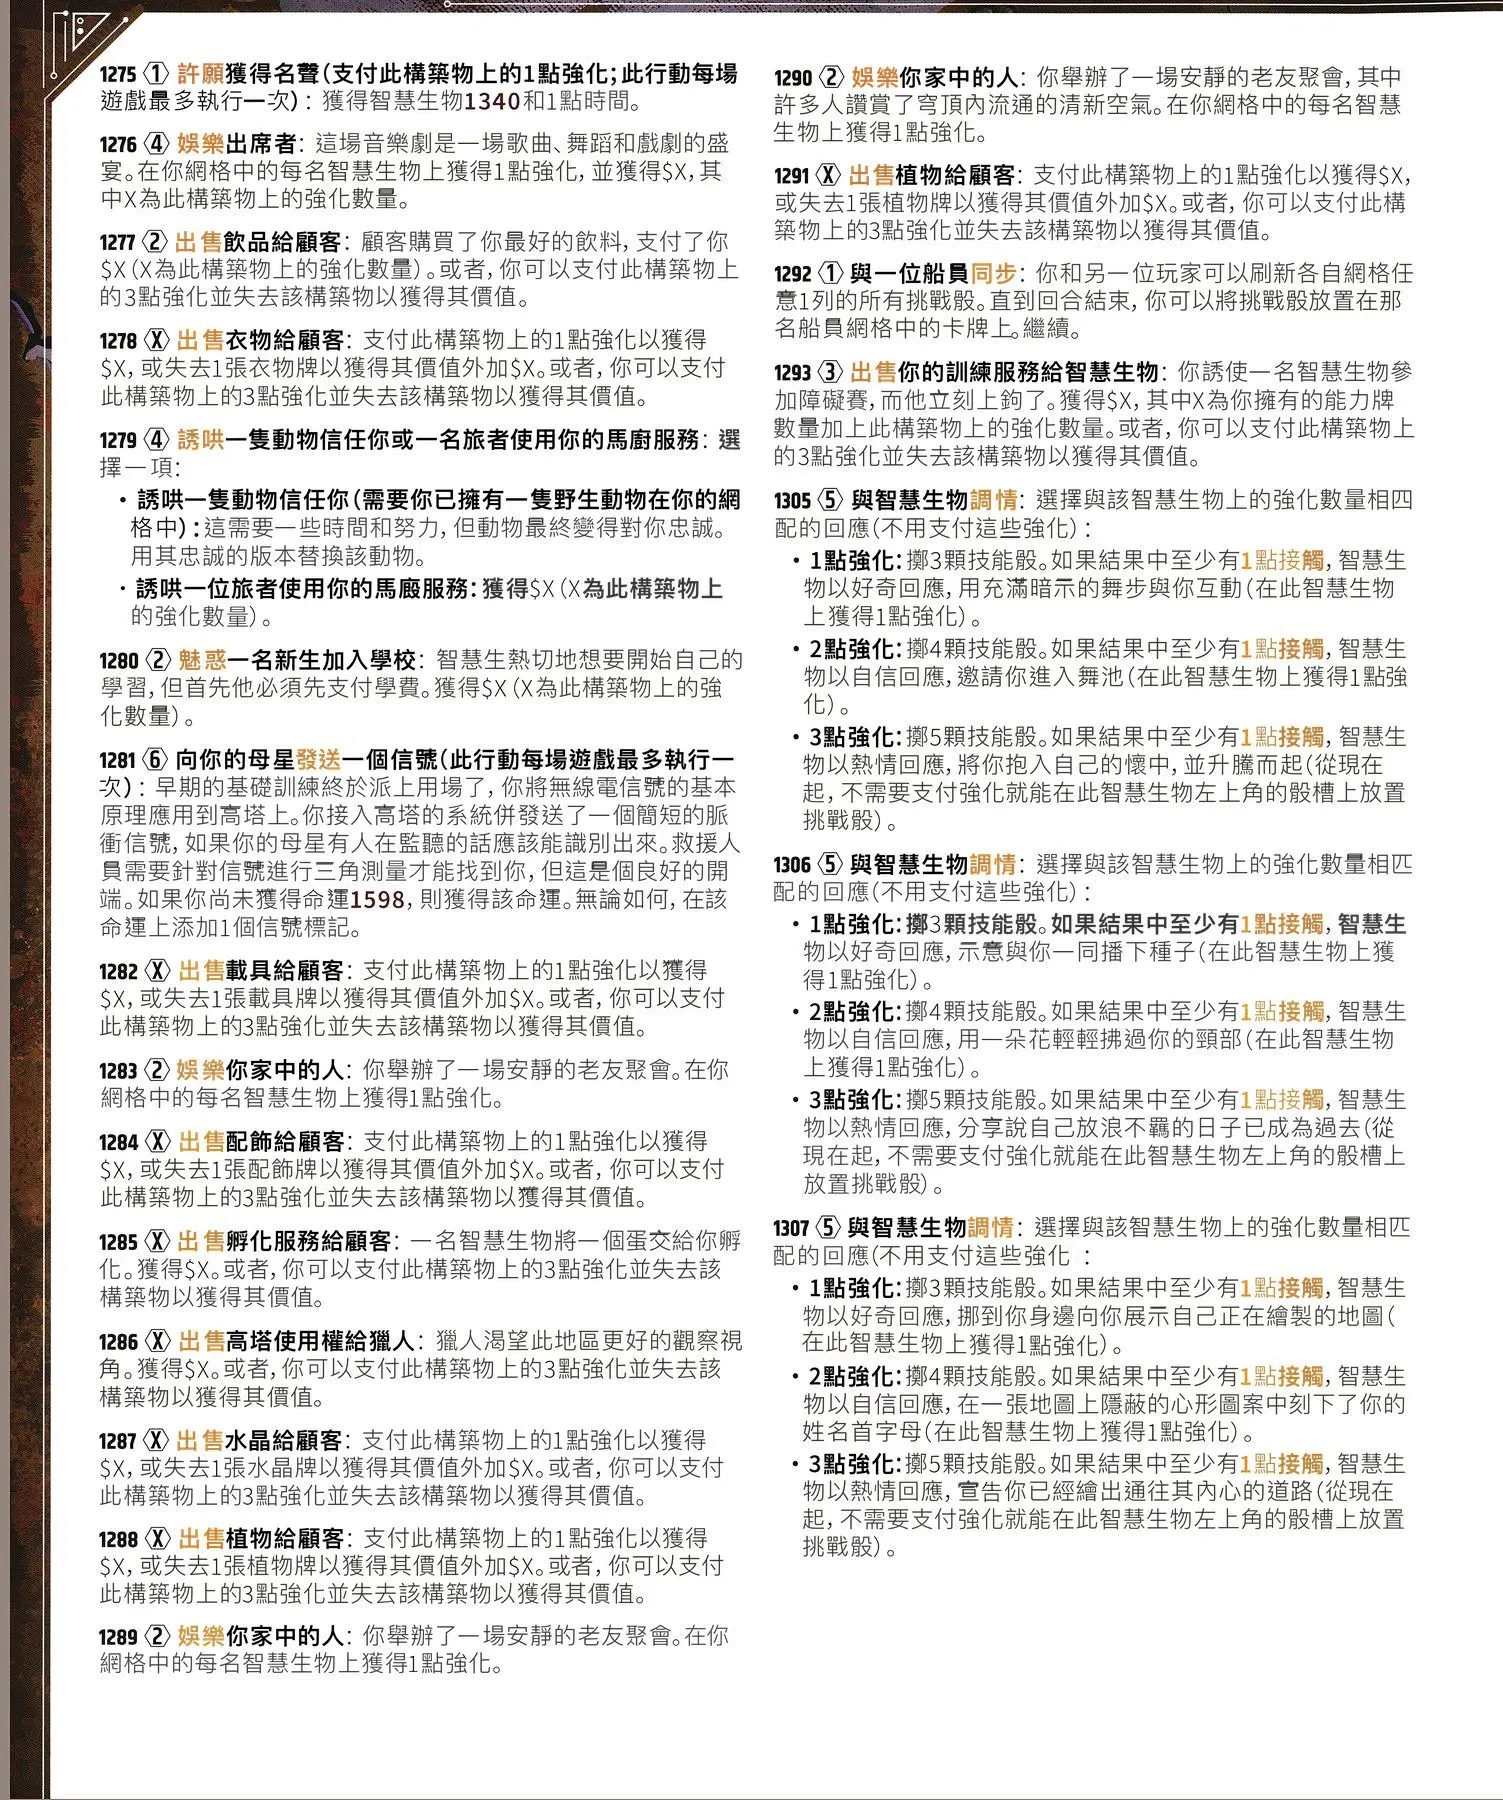 1275 ⟨1⟩ 許願獲得名聲(支付此構築物上的1點強化;此行動每場
遊戲最多執行一次): 獲得智慧生物1340和1點時間。
1276 ⟨4⟩ 娛樂出席者: 這場音樂劇是一場歌曲、舞蹈和戲劇的盛
宴。在你網格中的每名智慧生物上獲得1點強化, 並獲得$X, 其
中X為此構築物上的強化數量。
1277 ⟨2⟩ 出售飲品給顧客: 顧客購買了你最好的飲料, 支付了你
$X(X為此構築物上的強化數量)。或者, 你可以支付此構築物上
的3點強化並失去該構築物以獲得其價值。
1278 ⟨X⟩ 出售衣物給顧客: 支付此構築物上的1點強化以獲得
$X, 或失去1張衣物牌以獲得其價值外加$X。或者, 你可以支付
此構築物上的3點強化並失去該構築物以獲得其價值。
1279 ⟨4⟩ 誘哄一隻動物信任你或一名旅者使用你的馬廚服務: 選
擇一項:
• 誘哄一隻動物信任你(需要你已擁有一隻野生動物在你的網
格中):這需要一些時間和努力, 但動物最終變得對你忠誠。
用其忠誠的版本替換該動物。
• 誘哄一位旅者使用你的馬廄服務:獲得$X(X為此構築物上
的強化數量)。
1280 ⟨2⟩ 魅惑一名新生加入學校: 智慧生熱切地想要開始自己的
學習, 但首先他必須先支付學費。獲得$X(X為此構築物上的強
化數量)。
1281 ⟨6⟩ 向你的母星發送一個信號(此行動每場遊戲最多執行一
次): 早期的基礎訓練終於派上用場了, 你將無線電信號的基本
原理應用到高塔上。你接入高塔的系統併發送了一個簡短的脈
衝信號, 如果你的母星有人在監聽的話應該能識別出來。救援人
員需要針對信號進行三角測量才能找到你, 但這是個良好的開
端。如果你尚未獲得命運1598, 則獲得該命運。無論如何, 在該
命運上添加1個信號標記。
1282 ⟨X⟩ 出售載具給顧客: 支付此構築物上的1點強化以獲得
$X, 或失去1張載具牌以獲得其價值外加$X。或者, 你可以支付
此構築物上的3點強化並失去該構築物以獲得其價值。
1283 ⟨2⟩ 娛樂你家中的人: 你舉辦了一場安靜的老友聚會。在你
網格中的每名智慧生物上獲得1點強化。
1284 ⟨X⟩ 出售配飾給顧客: 支付此構築物上的1點強化以獲得
$X, 或失去1張配飾牌以獲得其價值外加$X。或者, 你可以支付
此構築物上的3點強化並失去該構築物以獲得其價值。
1285 ⟨X⟩ 出售孵化服務給顧客: 一名智慧生物將一個蛋交給你孵
化。獲得$X。或者, 你可以支付此構築物上的3點強化並失去該
構築物以獲得其價值。
1286 ⟨X⟩ 出售高塔使用權給獵人: 獵人渴望此地區更好的觀察視
角。獲得$X。或者, 你可以支付此構築物上的3點強化並失去該
構築物以獲得其價值。
1287 ⟨X⟩ 出售水晶給顧客: 支付此構築物上的1點強化以獲得
$X, 或失去1張水晶牌以獲得其價值外加$X。或者, 你可以支付
此構築物上的3點強化並失去該構築物以獲得其價值。
1288 ⟨X⟩ 出售植物給顧客: 支付此構築物上的1點強化以獲得
$X, 或失去1張植物牌以獲得其價值外加$X。或者, 你可以支付
此構築物上的3點強化並失去該構築物以獲得其價值。
1289 ⟨2⟩ 娛樂你家中的人: 你舉辦了一場安靜的老友聚會。在你
網格中的每名智慧生物上獲得1點強化。
1290 ⟨2⟩ 娛樂你家中的人: 你舉辦了一場安靜的老友聚會, 其中
許多人讚賞了穹頂內流通的清新空氣。在你網格中的每名智慧
生物上獲得1點強化。
1291 ⟨X⟩ 出售植物給顧客: 支付此構築物上的1點強化以獲得$X,
或失去1張植物牌以獲得其價值外加$X。或者, 你可以支付此構
築物上的3點強化並失去該構築物以獲得其價值。
1292 ⟨1⟩ 與一位船員同步: 你和另一位玩家可以刷新各自網格任
意1列的所有挑戰骰。直到回合結束, 你可以將挑戰骰放置在那
名船員網格中的卡牌上。繼續。
1293 ⟨3⟩ 出售你的訓練服務給智慧生物: 你誘使一名智慧生物參
加障礙賽, 而他立刻上鉤了。獲得$X, 其中X為你擁有的能力牌
數量加上此構築物上的強化數量。或者, 你可以支付此構築物上
的3點強化並失去該構築物以獲得其價值。
1305 ⟨5⟩ 與智慧生物調情: 選擇與該智慧生物上的強化數量相匹
配的回應(不用支付這些強化):
• 1點強化:擲3顆技能骰。如果結果中至少有1點接觸, 智慧生
物以好奇回應, 用充滿暗示的舞步與你互動(在此智慧生物
上獲得1點強化)。
• 2點強化:擲4顆技能骰。如果結果中至少有1點接觸, 智慧生
物以自信回應, 邀請你進入舞池(在此智慧生物上獲得1點強
化)。
• 3點強化:擲5顆技能骰。如果結果中至少有1點接觸, 智慧生
物以熱情回應, 將你抱入自己的懷中, 並升騰而起(從現在
起, 不需要支付強化就能在此智慧生物左上角的骰槽上放置
挑戰骰)。
1306 ⟨5⟩ 與智慧生物調情: 選擇與該智慧生物上的強化數量相匹
配的回應(不用支付這些強化):
• 1點強化:擲3顆技能骰。如果結果中至少有1點接觸, 智慧生
物以好奇回應, 示意與你一同播下種子(在此智慧生物上獲
得1點強化)。
• 2點強化:擲4顆技能骰。如果結果中至少有1點接觸, 智慧生
物以自信回應, 用一朵花輕輕拂過你的頸部(在此智慧生物
上獲得1點強化)。
• 3點強化:擲5顆技能骰。如果結果中至少有1點接觸, 智慧生
物以熱情回應, 分享說自己放浪不羈的日子已成為過去(從
現在起, 不需要支付強化就能在此智慧生物左上角的骰槽上
放置挑戰骰)。
1307 ⟨5⟩ 與智慧生物調情: 選擇與該智慧生物上的強化數量相匹
配的回應(不用支付這些強化 :
• 1點強化:擲3顆技能骰。如果結果中至少有1點接觸, 智慧生
物以好奇回應, 挪到你身邊向你展示自己正在繪製的地圖(
在此智慧生物上獲得1點強化)。
• 2點強化:擲4顆技能骰。如果結果中至少有1點接觸, 智慧生
物以自信回應, 在一張地圖上隱蔽的心形圖案中刻下了你的
姓名首字母(在此智慧生物上獲得1點強化)。
• 3點強化:擲5顆技能骰。如果結果中至少有1點接觸, 智慧生
物以熱情回應, 宣告你已經繪出通往其內心的道路(從現在
起, 不需要支付強化就能在此智慧生物左上角的骰槽上放置
挑戰骰)。